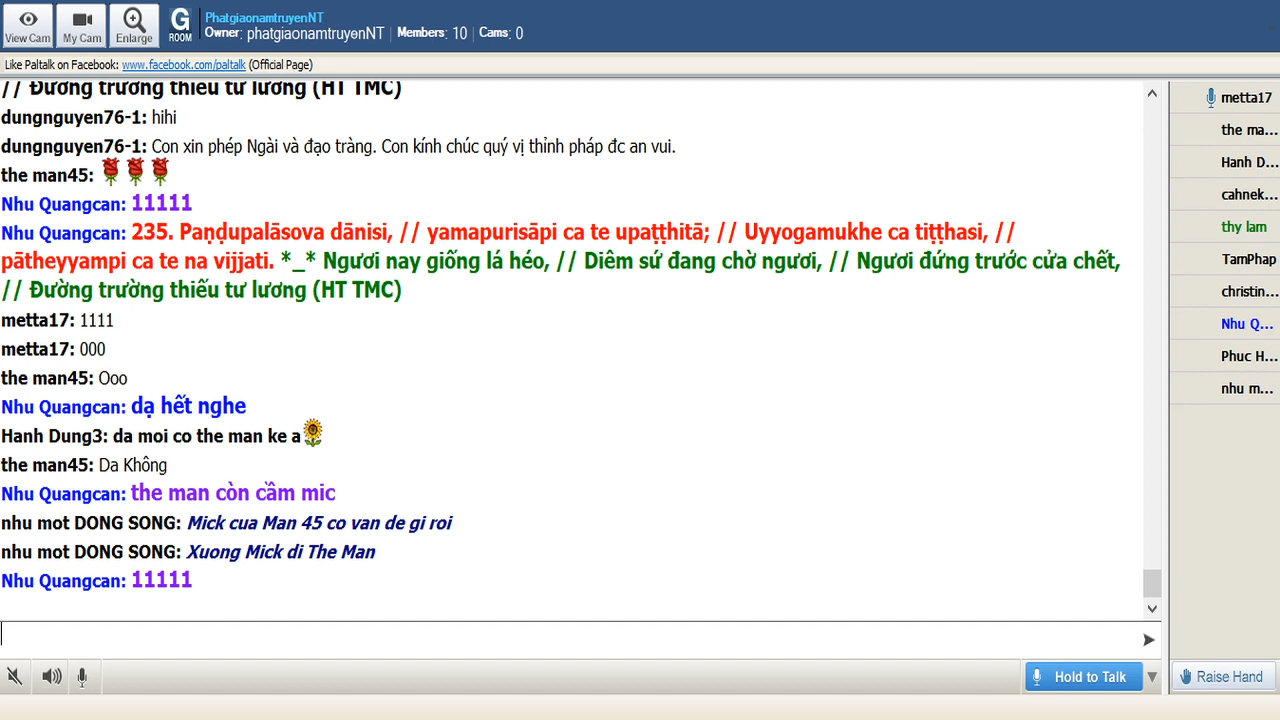 PhatgiaonamtruyenNT
View Cam
My Cam
Enlarge
G ROOM
Owner: phatgiaonamtruyenNT | Members: 10 | Cams: 0
Like Paltalk on Facebook: www.facebook.com/paltalk (Official Page)
// Đường trường thiếu tư lương (HT TMC)
dungnguyen76-1: hihi
dungnguyen76-1: Con xin phép Ngài và đạo tràng. Con kính chúc quý vị thỉnh pháp đc an vui.
the man45:
Nhu Quangcan: 11111
Nhu Quangcan: 235. Paṇḍupalāsova dānisi, // yamapurisāpi ca te upaṭṭhitā; // Uyyogamukhe ca tiṭṭhasi, //
pātheyyampi ca te na vijjati. *_* Ngươi nay giống lá héo, // Diêm sứ đang chờ ngươi, // Ngươi đứng trước cửa chết,
// Đường trường thiếu tư lương (HT TMC)
metta17: 1111
metta17: 000
the man45: Ooo
Nhu Quangcan: dạ hết nghe
Hanh Dung3: da moi co the man ke a
the man45: Da Không
Nhu Quangcan: the man còn cầm mic
nhu mot DONG SONG: Mick cua Man 45 co van de gi roi
nhu mot DONG SONG: Xuong Mick di The Man
Nhu Quangcan: 11111
metta17
the ma...
Hanh D...
cahnek...
thy lam
TamPhap
christin...
Nhu Q...
Phuc H...
nhu m...
Hold to Talk
Raise Hand